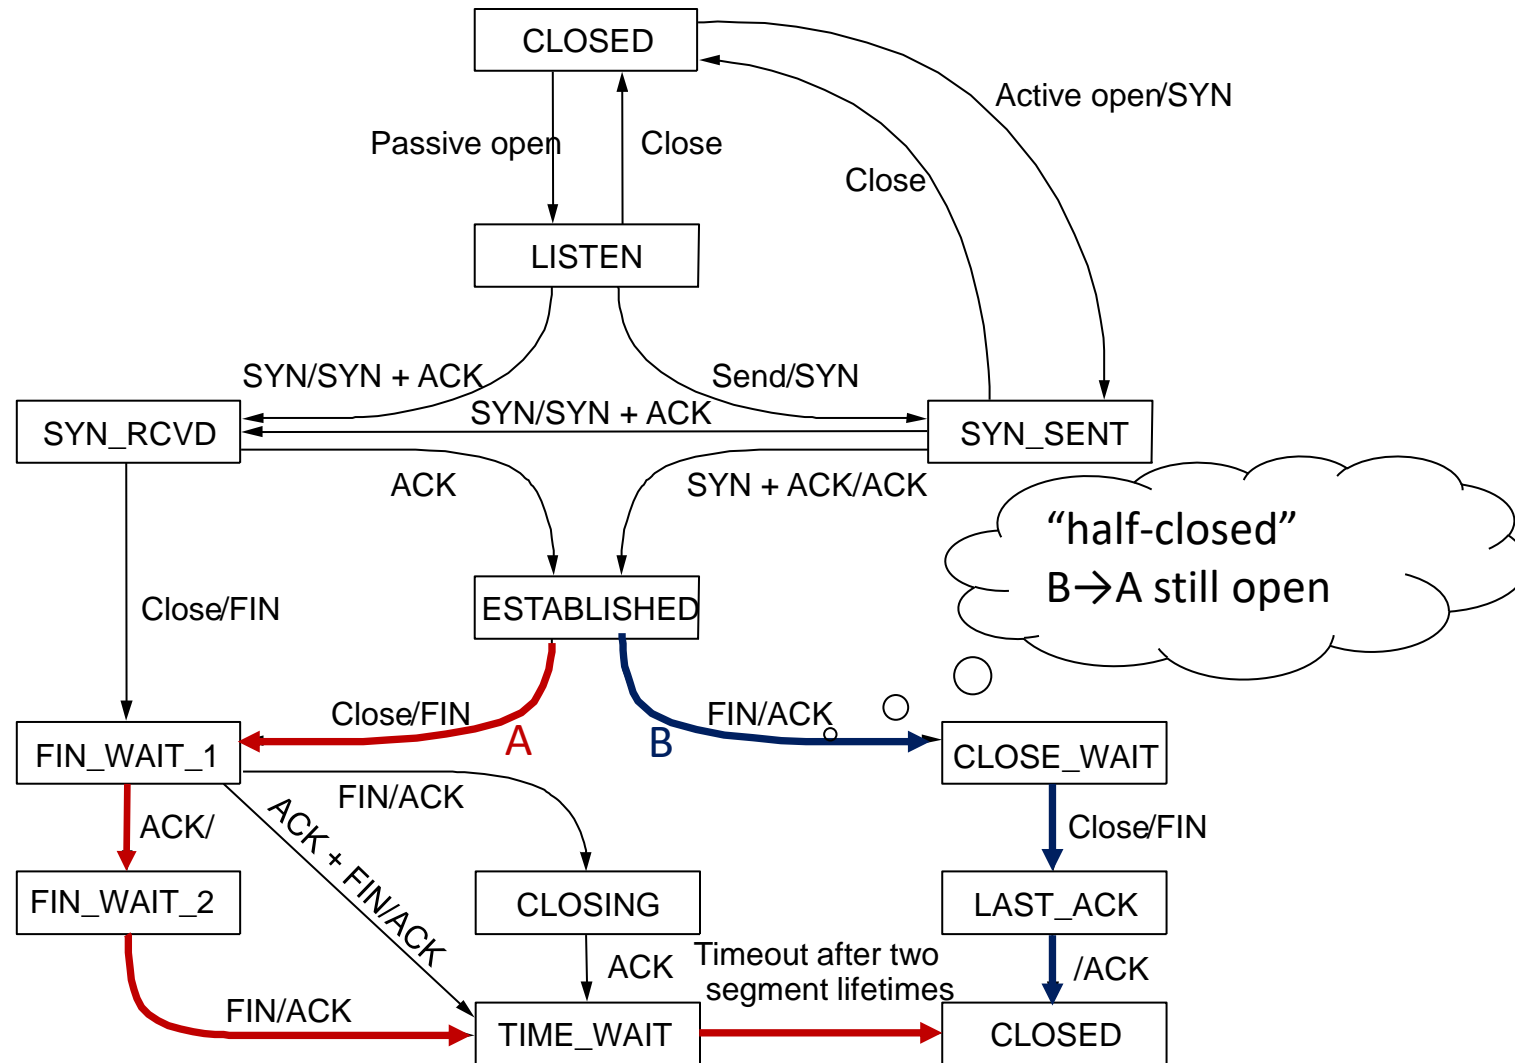 CLOSED
Active open/SYN
Passive open
Close
Close
LISTEN
SYN/SYN + ACK
Send/SYN
SYN/SYN + ACK
SYN_RCVD
SYN_SENT
ACK
SYN + ACK/ACK
“half-closed”
B→A still open
Close/FIN
ESTABLISHED
Close/FIN
A
B
FIN/ACK
FIN_WAIT_1
CLOSE_WAIT
FIN/ACK
ACK/
ACK + FIN/ACK
Close/FIN
FIN_WAIT_2
CLOSING
LAST_ACK
ACK
Timeout after two
segment lifetimes
/ACK
FIN/ACK
TIME_WAIT
CLOSED